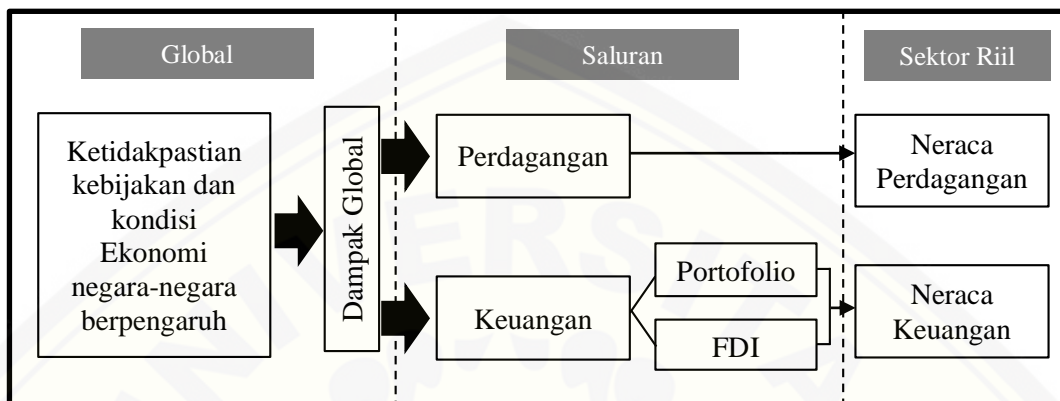 Global
Saluran
Sektor Riil
Ketidakpastian
kebijakan dan
kondisi
Ekonomi
negara-negara
berpengaruh
Dampak Global
Perdagangan
Neraca
Perdagangan
Keuangan
Portofolio
FDI
Neraca
Keuangan